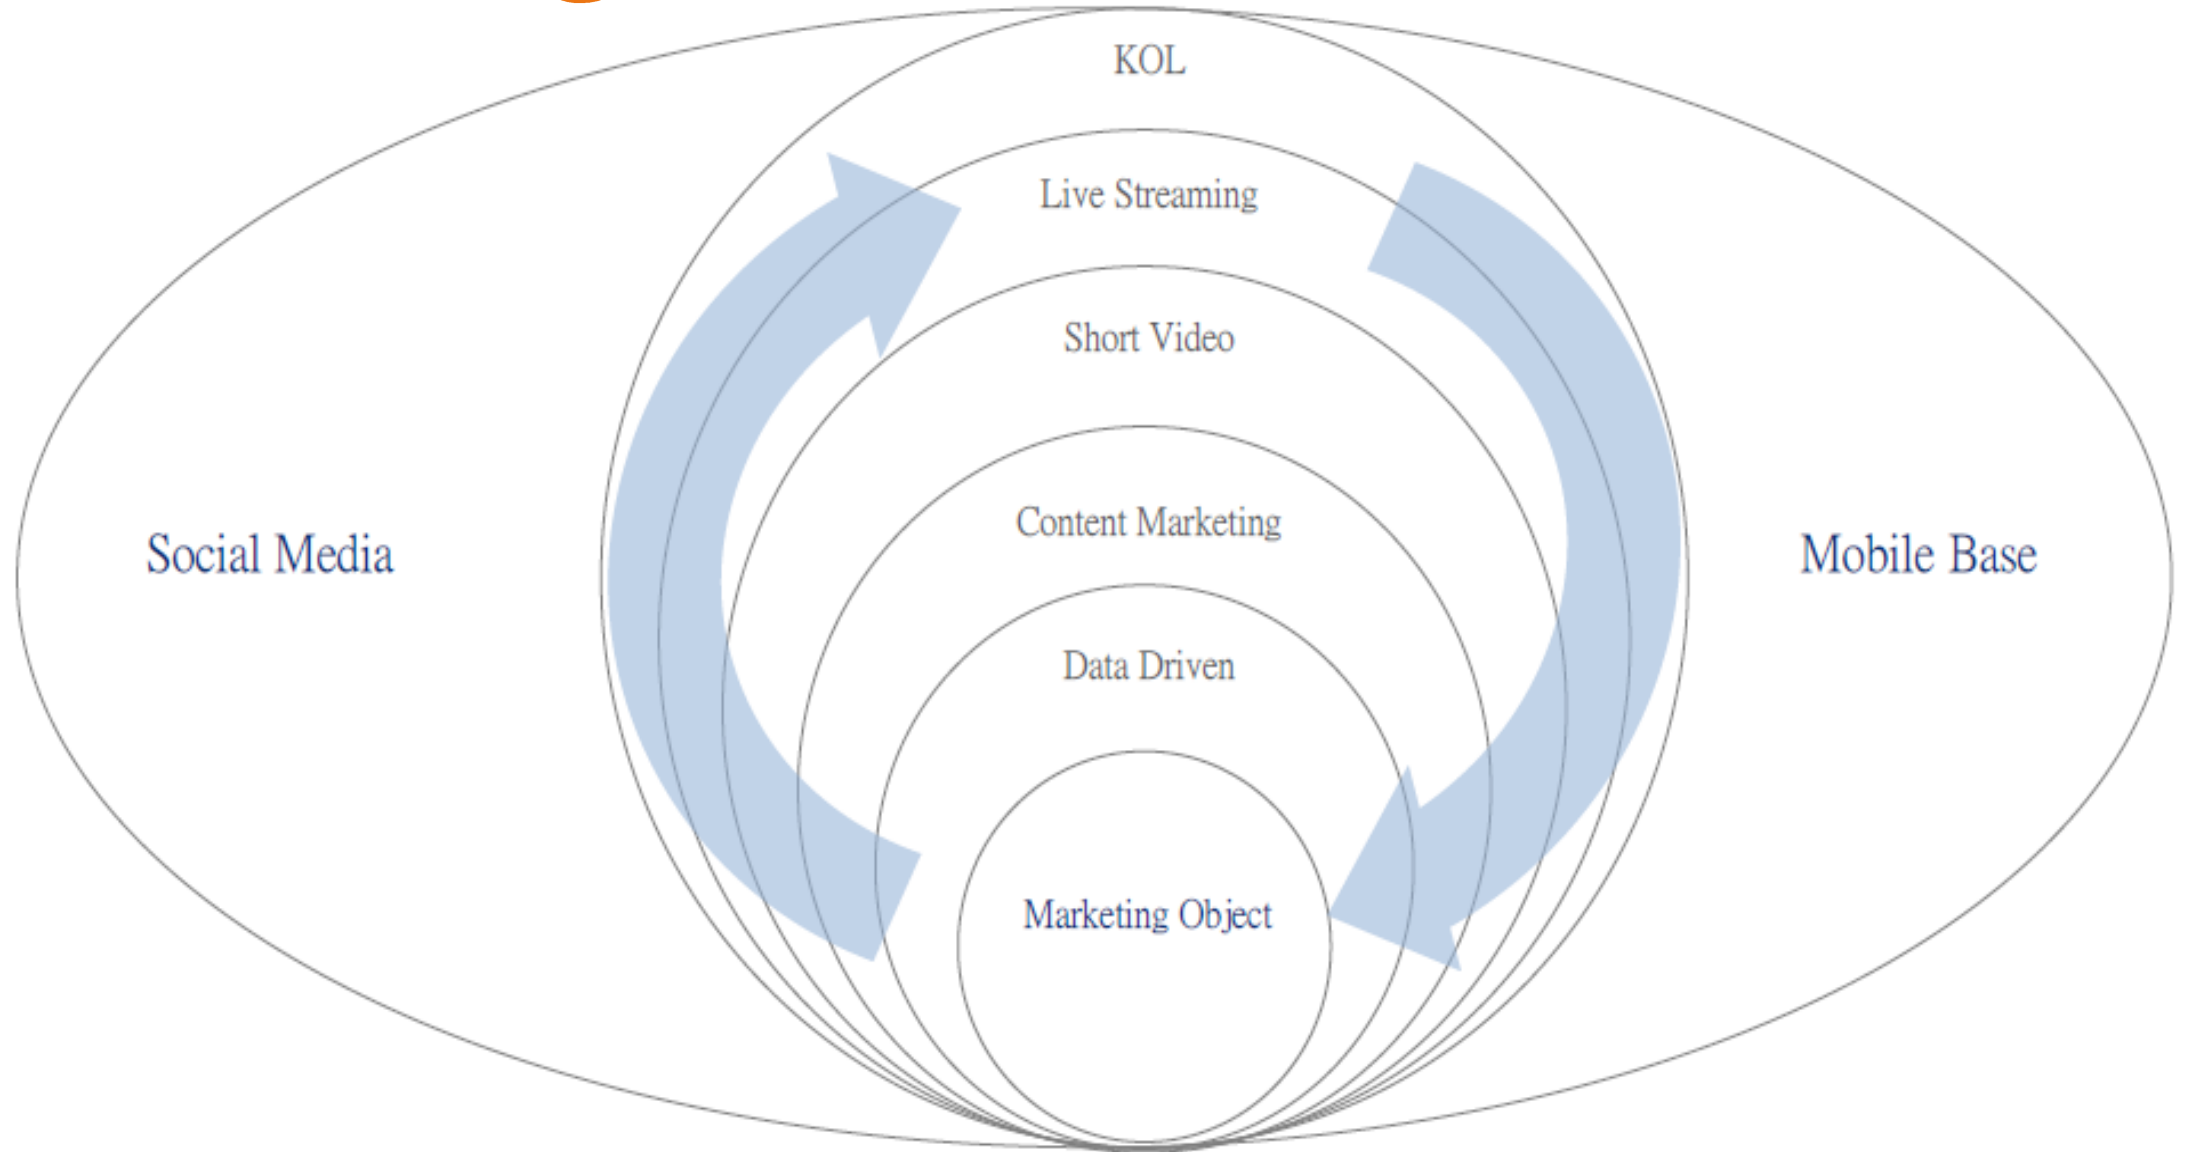 KOL
Live Streaming
Short Video
Content Marketing
Social Media
Mobile Base
Data Driven
Marketing Object